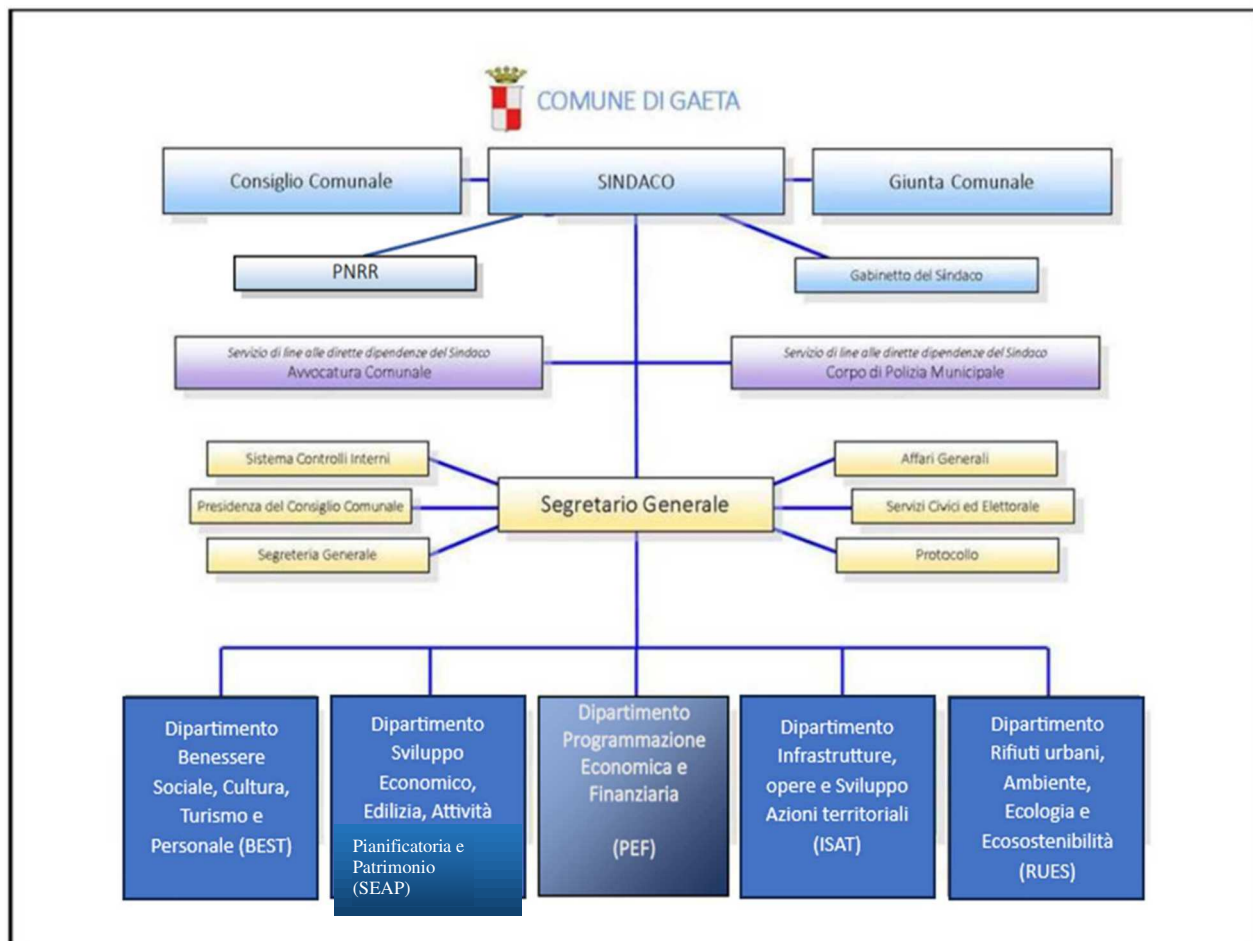 COMUNE DI GAETA
Consiglio Comunale
SINDACO
Giunta Comunale
PNRR
Gabinetto del Sindaco
Servizio di line alle dirette dipendenze del Sindaco
Avvocatura Comunale
Servizio di line alle dirette dipendenze del Sindaco
Corpo di Polizia Municipale
Sistema Controlli Interni
Affari Generali
Presidenza del Consiglio Comunale
Segretario Generale
Servizi Civici ed Elettorale
Segreteria Generale
Protocollo
Dipartimento
Benessere
Sociale, Cultura,
Turismo e
Personale (BEST)
Dipartimento
Sviluppo
Economico,
Edilizia, Attività
Pianificatoria e
Patrimonio
(SEAP)
Dipartimento
Programmazione
Economica e
Finanziaria
(PEF)
Dipartimento
Infrastrutture,
opere e Sviluppo
Azioni territoriali
(ISAT)
Dipartimento
Rifiuti urbani,
Ambiente,
Ecologia e
Ecosostenibilità
(RUES)